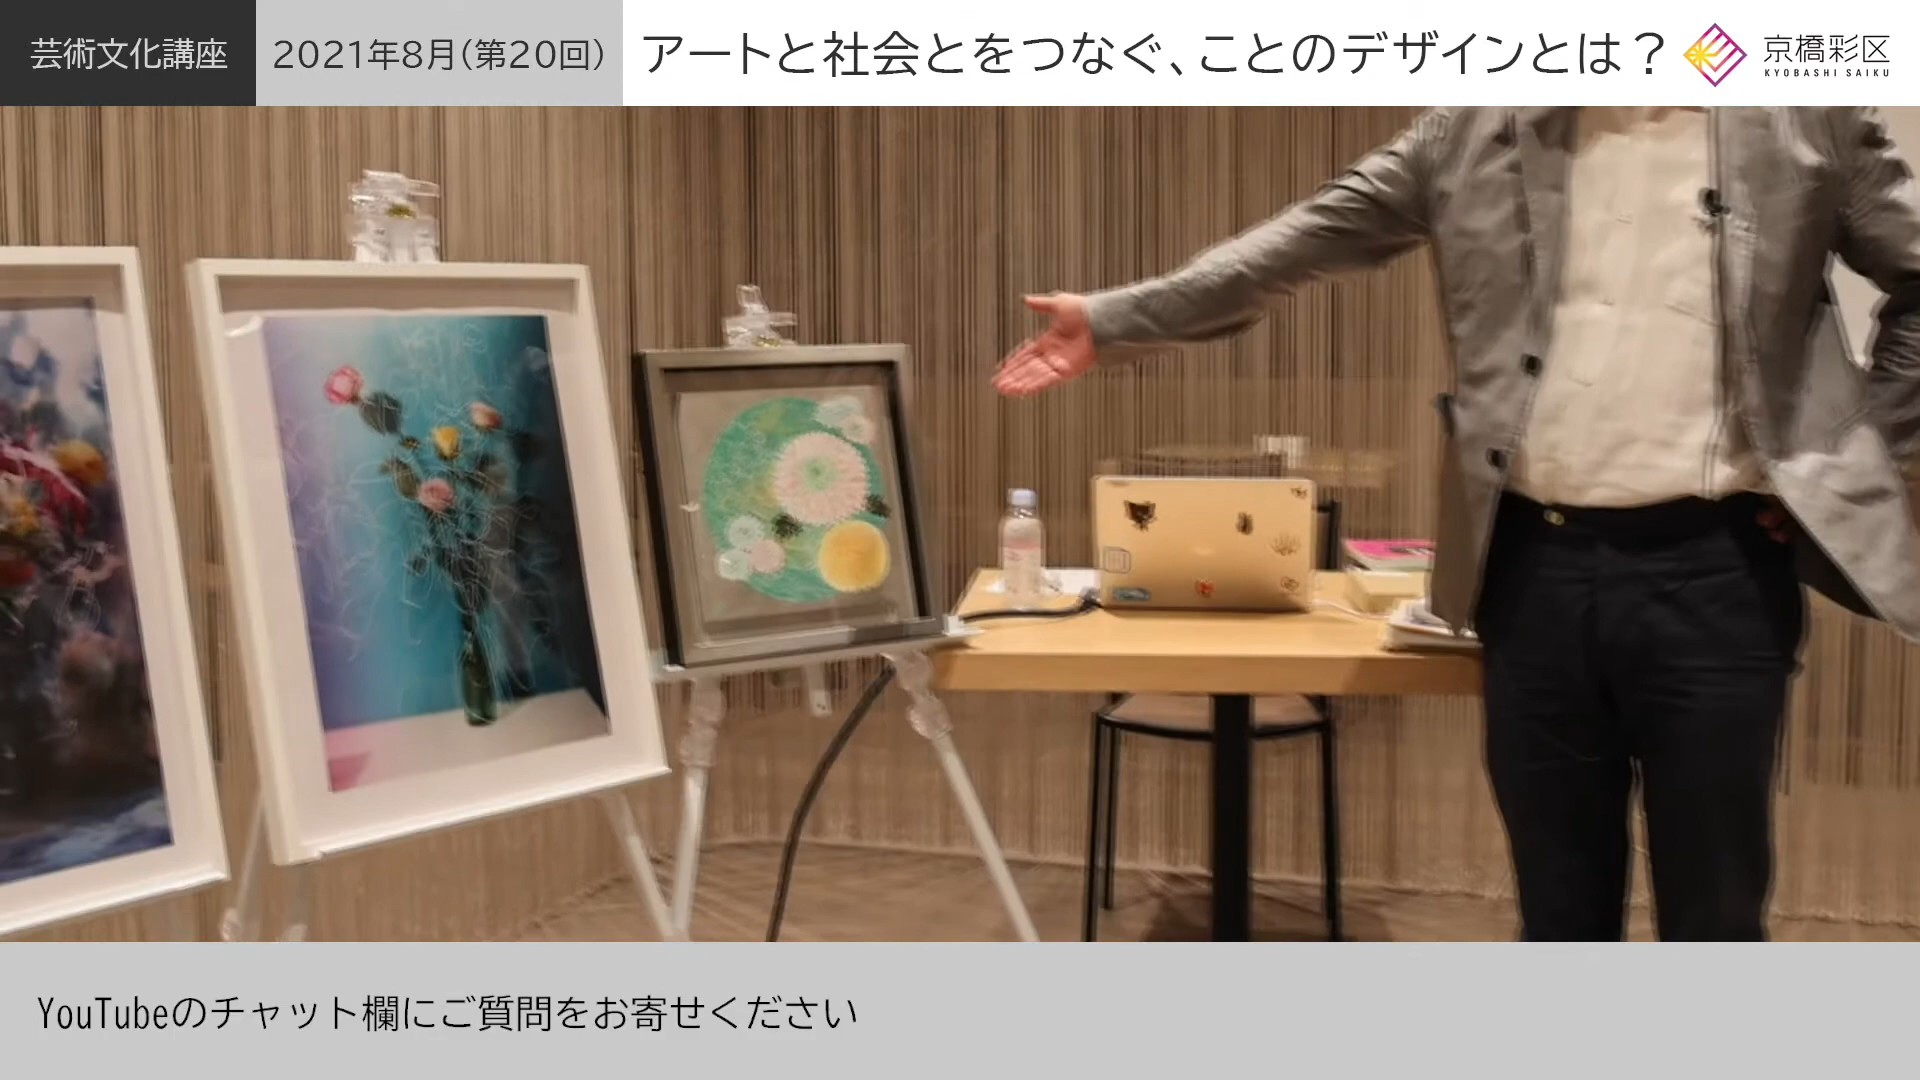 芸術文化講座
2021年8月(第20回)
アートと社会とをつなぐ、ことのデザインとは？
京橋彩区
KYOBASHI SAIKU
YouTubeのチャット欄にご質問をお寄せください